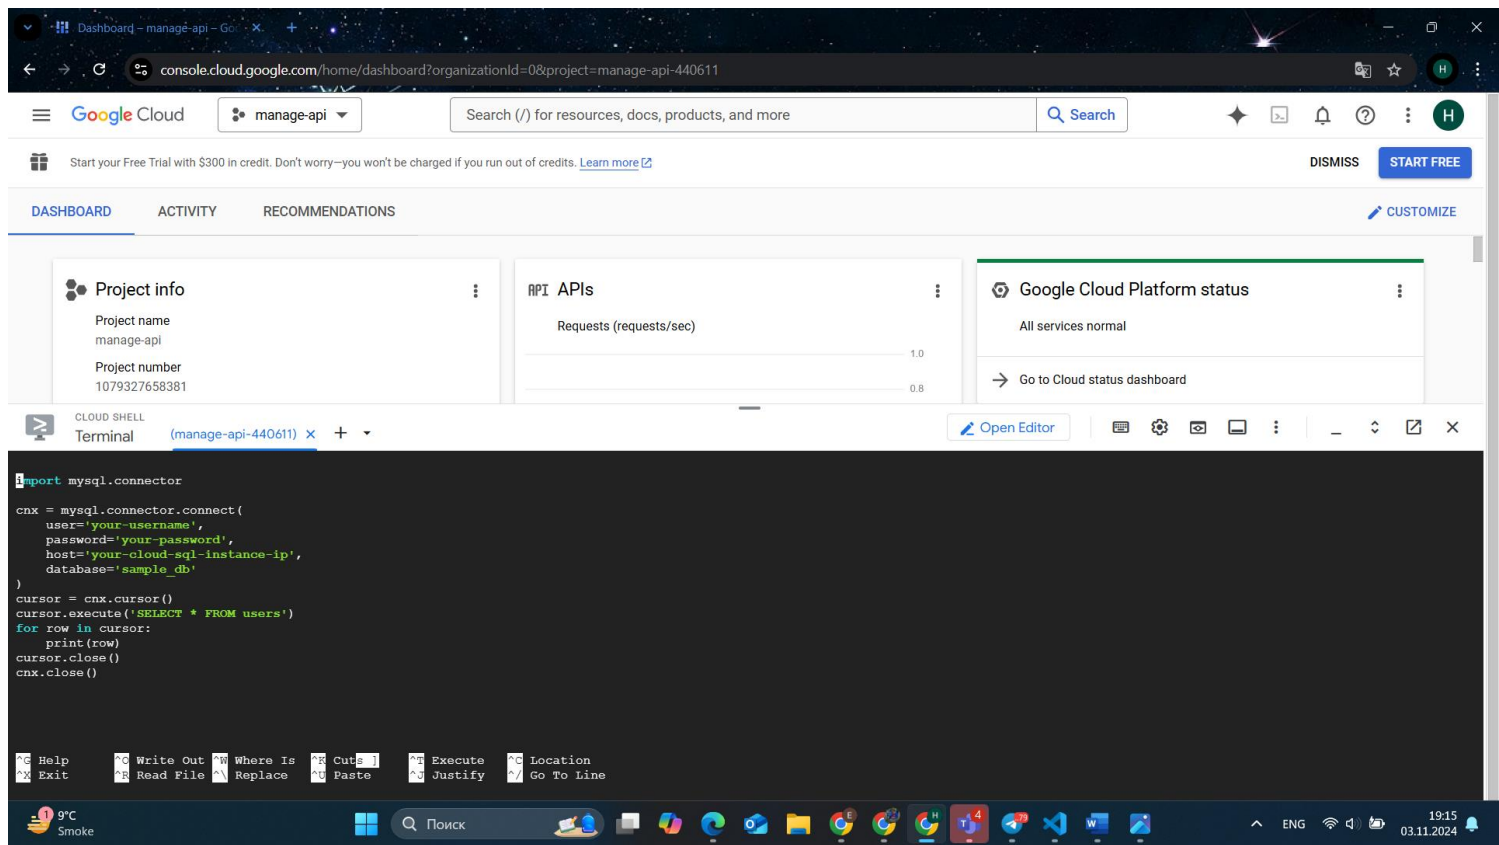 Dashboard – manage-api – Goo
console.cloud.google.com/home/dashboard?organizationId=0&project=manage-api-440611
H
Google Cloud
manage-api
Search (/) for resources, docs, products, and more
Search
H
Start your Free Trial with $300 in credit. Don't worry—you won't be charged if you run out of credits. Learn more
DISMISS
START FREE
DASHBOARD
ACTIVITY
RECOMMENDATIONS
CUSTOMIZE
Project info
Project name
manage-api
Project number
1079327658381
API APIs
Requests (requests/sec)
1.0
0.8
Google Cloud Platform status
All services normal
Go to Cloud status dashboard
CLOUD SHELL
Terminal
(manage-api-440611)
Open Editor
import mysql.connector
cnx = mysql.connector.connect(
user='your-username',
password='your-password',
host='your-cloud-sql-instance-ip',
database='sample_db'
)
cursor = cnx.cursor()
cursor.execute('SELECT * FROM users')
for row in cursor:
print(row)
cursor.close()
cnx.close()
^G Help ^O Write Out ^W Where Is ^K Cuts ] ^T Execute ^C Location
^X Exit ^R Read File ^\ Replace ^U Paste ^J Justify ^/ Go To Line
1
9°C
Smoke
Поиск
E
H
4
79
ENG
19:15
03.11.2024